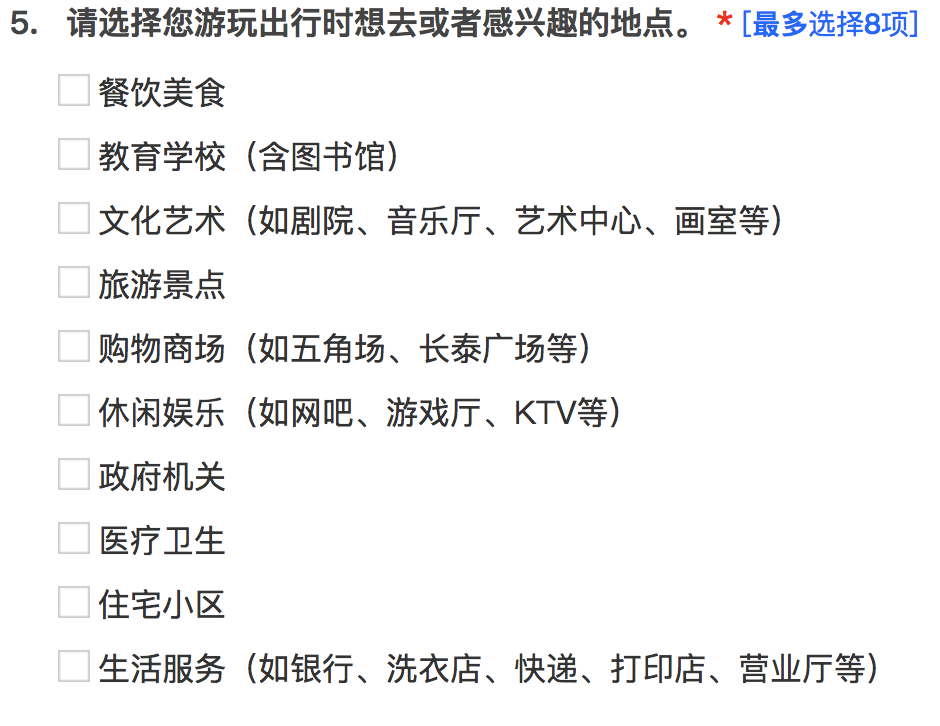 5. 请选择您游玩出行时想去或者感兴趣的地点。 * [最多选择8项]
餐饮美食
教育学校（含图书馆）
文化艺术（如剧院、音乐厅、艺术中心、画室等）
旅游景点
购物商场（如五角场、长泰广场等）
休闲娱乐（如网吧、游戏厅、KTV等）
政府机关
医疗卫生
住宅小区
生活服务（如银行、洗衣店、快递、打印店、营业厅等）